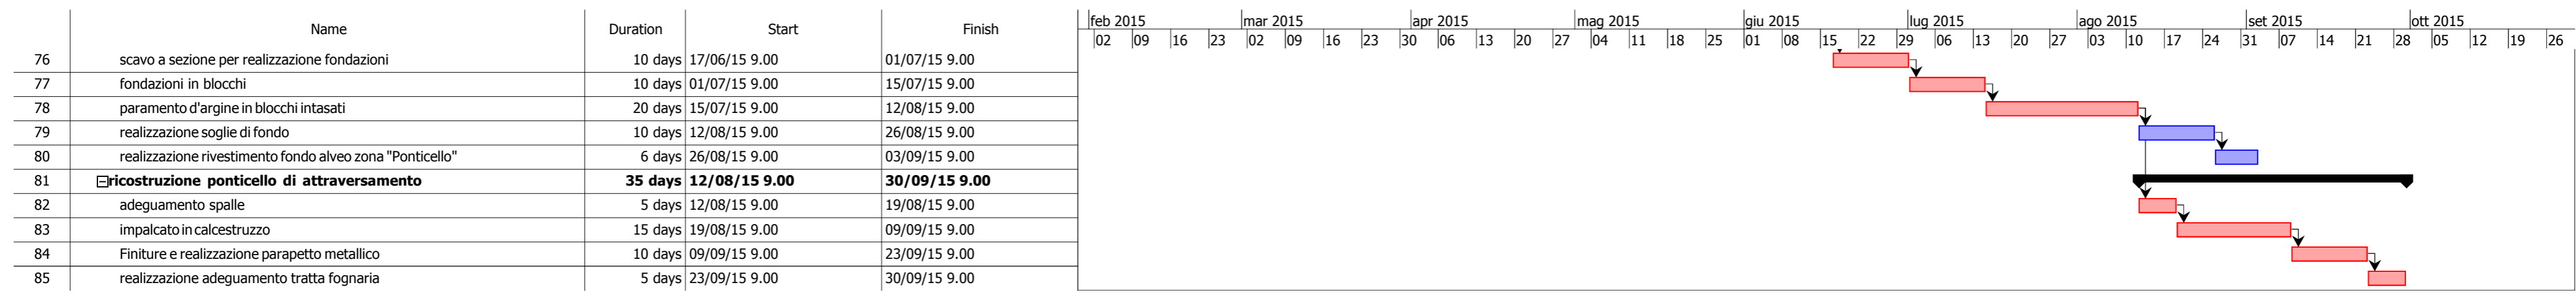 feb 2015 mar 2015 apr 2015 mag 2015 giu 2015 lug 2015 ago 2015 set 2015 ott 2015
Name Duration Start Finish
02 09 16 23 02 09 16 23 30 06 13 20 27 04 11 18 25 01 08 15 22 29 06 13 20 27 03 10 17 24 31 07 14 21 28 05 12 19 26
76 scavo a sezione per realizzazione fondazioni 10 days 17/06/15 9.00 01/07/15 9.00
77 fondazioni in blocchi 10 days 01/07/15 9.00 15/07/15 9.00
78 paramento d'argine in blocchi intasati 20 days 15/07/15 9.00 12/08/15 9.00
79 realizzazione soglie di fondo 10 days 12/08/15 9.00 26/08/15 9.00
80 realizzazione rivestimento fondo alveo zona "Ponticello" 6 days 26/08/15 9.00 03/09/15 9.00
81 ricostruzione ponticello di attraversamento 35 days 12/08/15 9.00 30/09/15 9.00
82 adeguamento spalle 5 days 12/08/15 9.00 19/08/15 9.00
83 impalcato in calcestruzzo 15 days 19/08/15 9.00 09/09/15 9.00
84 Finiture e realizzazione parapetto metallico 10 days 09/09/15 9.00 23/09/15 9.00
85 realizzazione adeguamento tratta fognaria 5 days 23/09/15 9.00 30/09/15 9.00